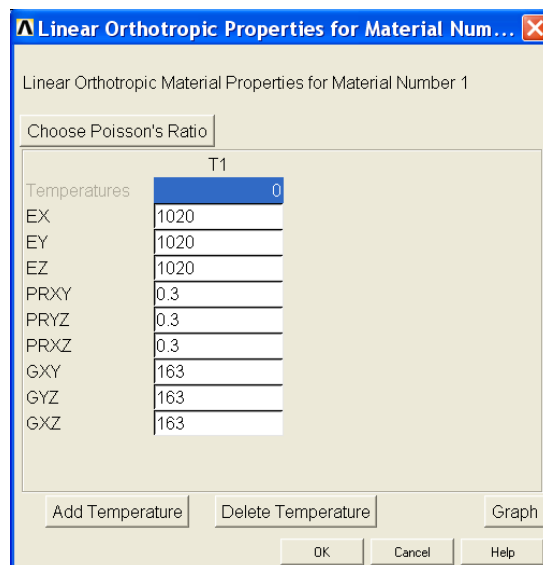 Linear Orthotropic Properties for Material Num...
Linear Orthotropic Material Properties for Material Number 1
Choose Poisson's Ratio
T1
Temperatures 0
EX 1020
EY 1020
EZ 1020
PRXY 0.3
PRYZ 0.3
PRXZ 0.3
GXY 163
GYZ 163
GXZ 163
Add Temperature Delete Temperature Graph
OK Cancel Help